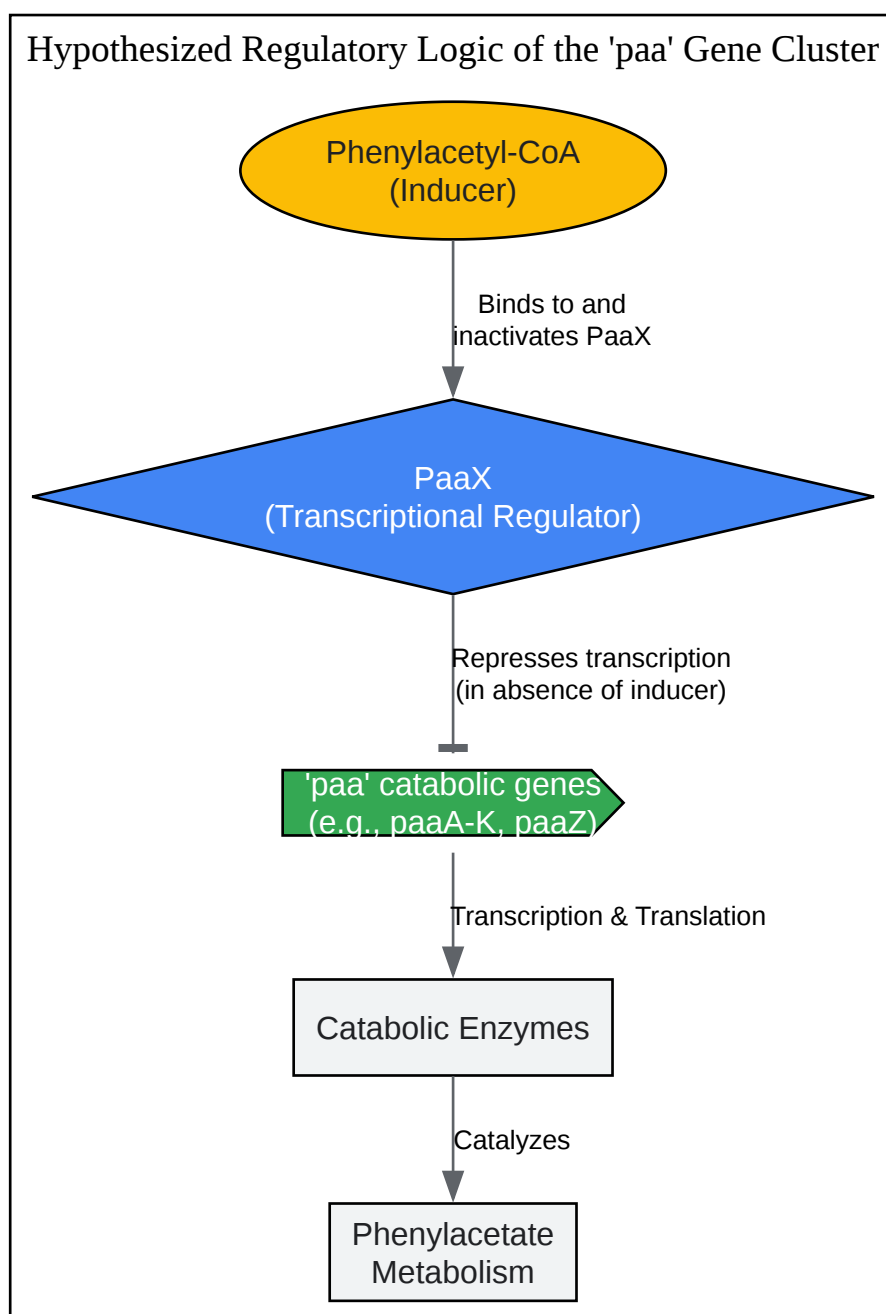 Hypothesized Regulatory Logic of the 'paa' Gene Cluster
Phenylacetyl-CoA
(Inducer)
Binds to and
inactivates PaaX
PaaX
(Transcriptional Regulator)
Represses transcription
(in absence of inducer)
'paa' catabolic genes
(e.g., paaA-K, paaZ)
Transcription & Translation
Catabolic Enzymes
Catalyzes
Phenylacetate
Metabolism